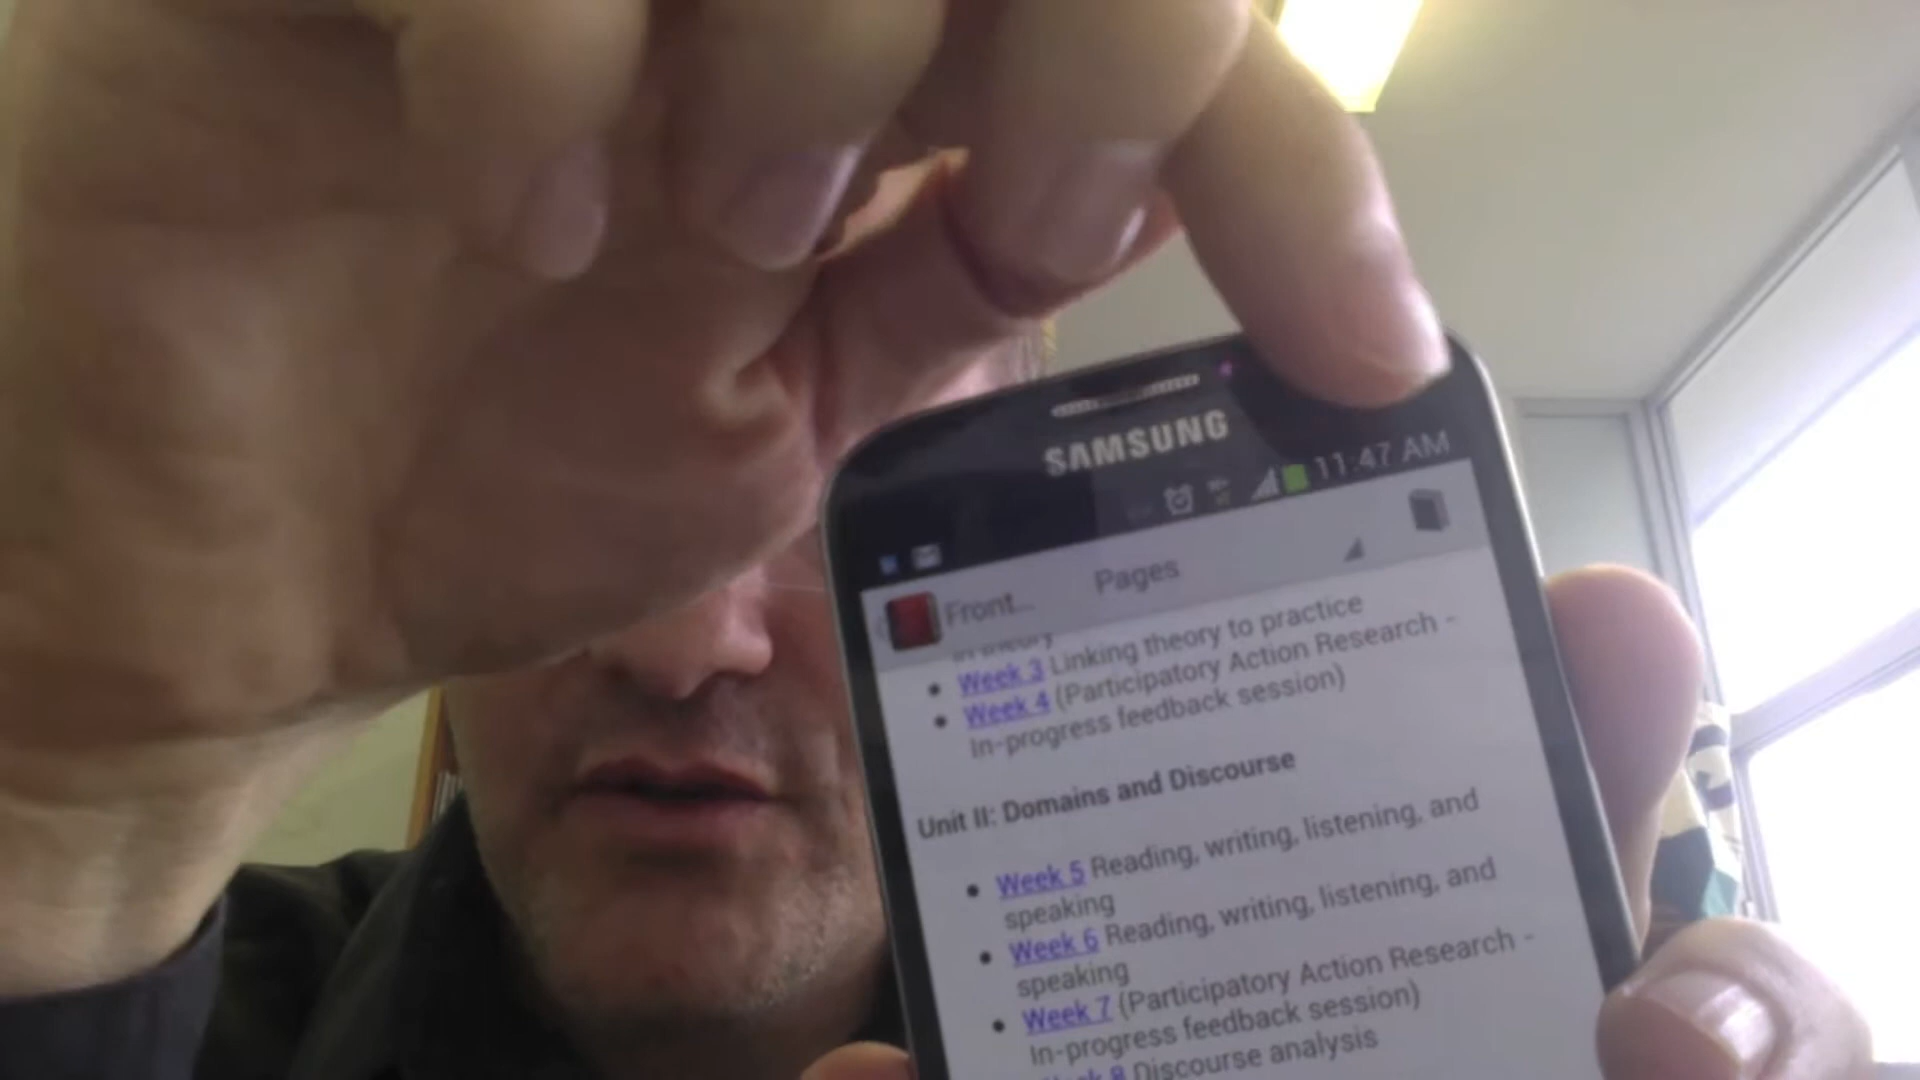 SAMSUNG
11:47 AM
Front...
Pages
Week 3 Linking theory to practice
Week 4 (Participatory Action Research -
In-progress feedback session)
Unit II: Domains and Discourse
Week 5 Reading, writing, listening, and
speaking
Week 6 Reading, writing, listening, and
speaking
Week 7 (Participatory Action Research -
In-progress feedback session)
Week 8 Discourse analysis